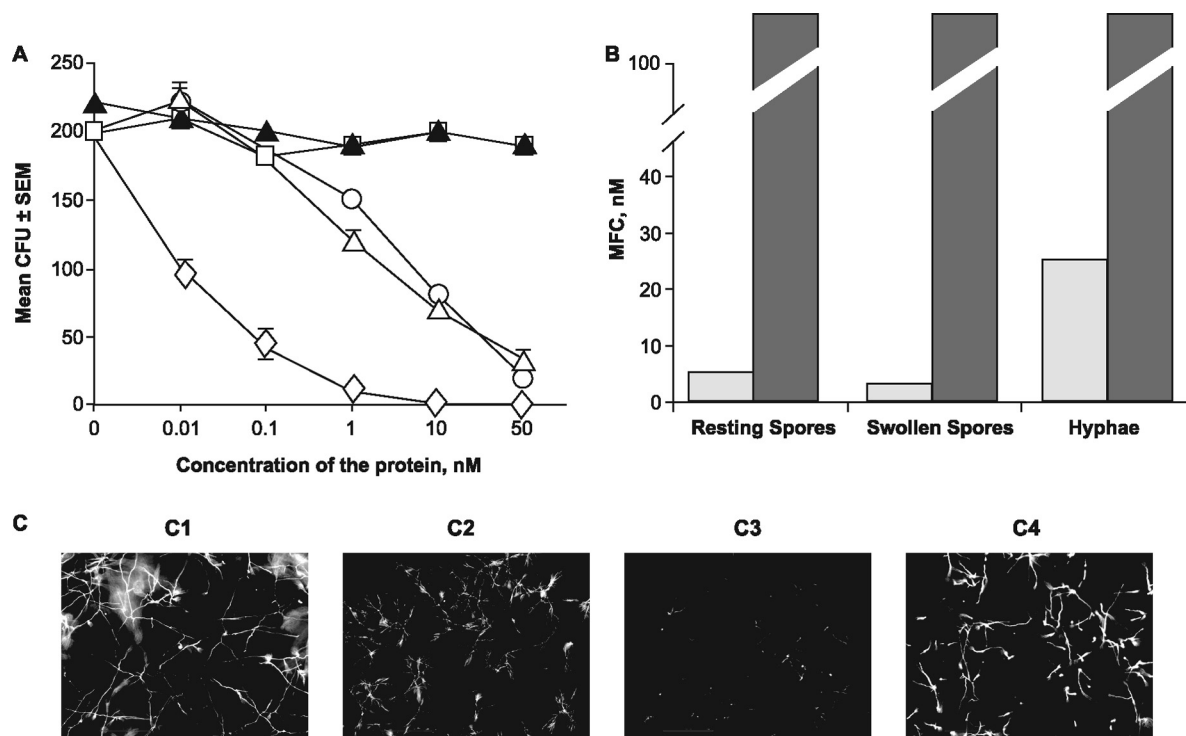 A
Mean CFU ± SEM
250
200
150
100
50
0
0 0.01 0.1 1 10 50
Concentration of the protein, nM
B
MFC, nM
100
40
30
20
10
0
Resting Spores Swollen Spores Hyphae
C
C1 C2 C3 C4